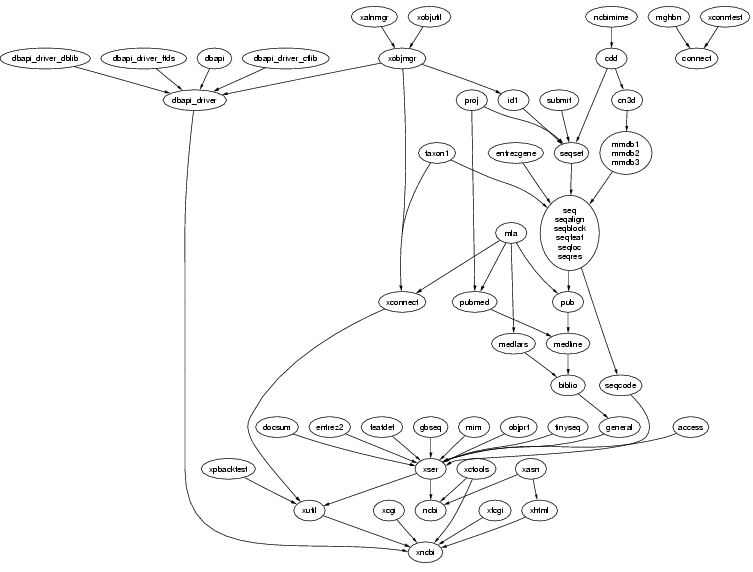 xalnmgr
xobjutil
ncbimime
mghbn
xconntest
dbapi_driver_dblib
dbapi_driver_ftds
dbapi
dbapi_driver_ctlib
xobjmgr
cdd
connect
dbapi_driver
proj
id1
submit
cn3d
taxon1
entrezgene
seqset
mmdb1
mmdb2
mmdb3
seq
seqalign
seqblock
seqfeat
seqloc
seqres
mla
xconnect
pubmed
pub
medlars
medline
biblio
seqcode
docsum
entrez2
featdef
gbseq
mim
objprt
tinyseq
general
access
xpbacktest
xser
xctools
xasn
xutil
xcgi
ncbi
xfcgi
xhtml
xncbi